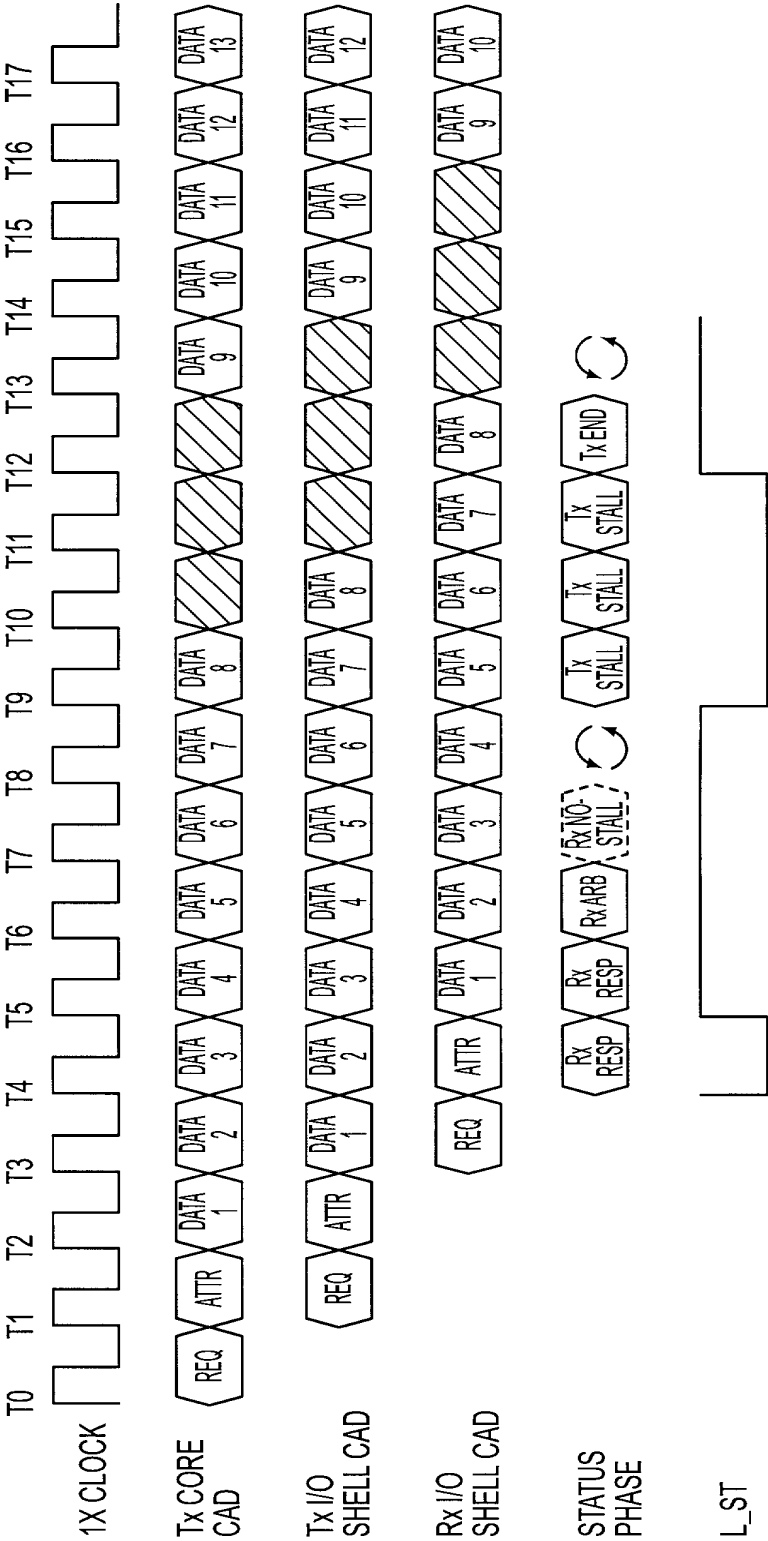 T0 T1 T2 T3 T4 T5 T6 T7 T8 T9 T10 T11 T12 T13 T14 T15 T16 T17
1X CLOCK
Tx CORE
CAD
REQ ATTR DATA 1 DATA 2 DATA 3 DATA 4 DATA 5 DATA 6 DATA 7 DATA 8 DATA 9 DATA 10 DATA 11 DATA 12 DATA 13
Tx I/O
SHELL CAD
REQ ATTR DATA 1 DATA 2 DATA 3 DATA 4 DATA 5 DATA 6 DATA 7 DATA 8 DATA 9 DATA 10 DATA 11 DATA 12
Rx I/O
SHELL CAD
REQ ATTR DATA 1 DATA 2 DATA 3 DATA 4 DATA 5 DATA 6 DATA 7 DATA 8 DATA 9 DATA 10
STATUS
PHASE
Rx RESP Rx RESP Rx ARB Rx NO-STALL Tx STALL Tx STALL Tx STALL Tx END
L_ST